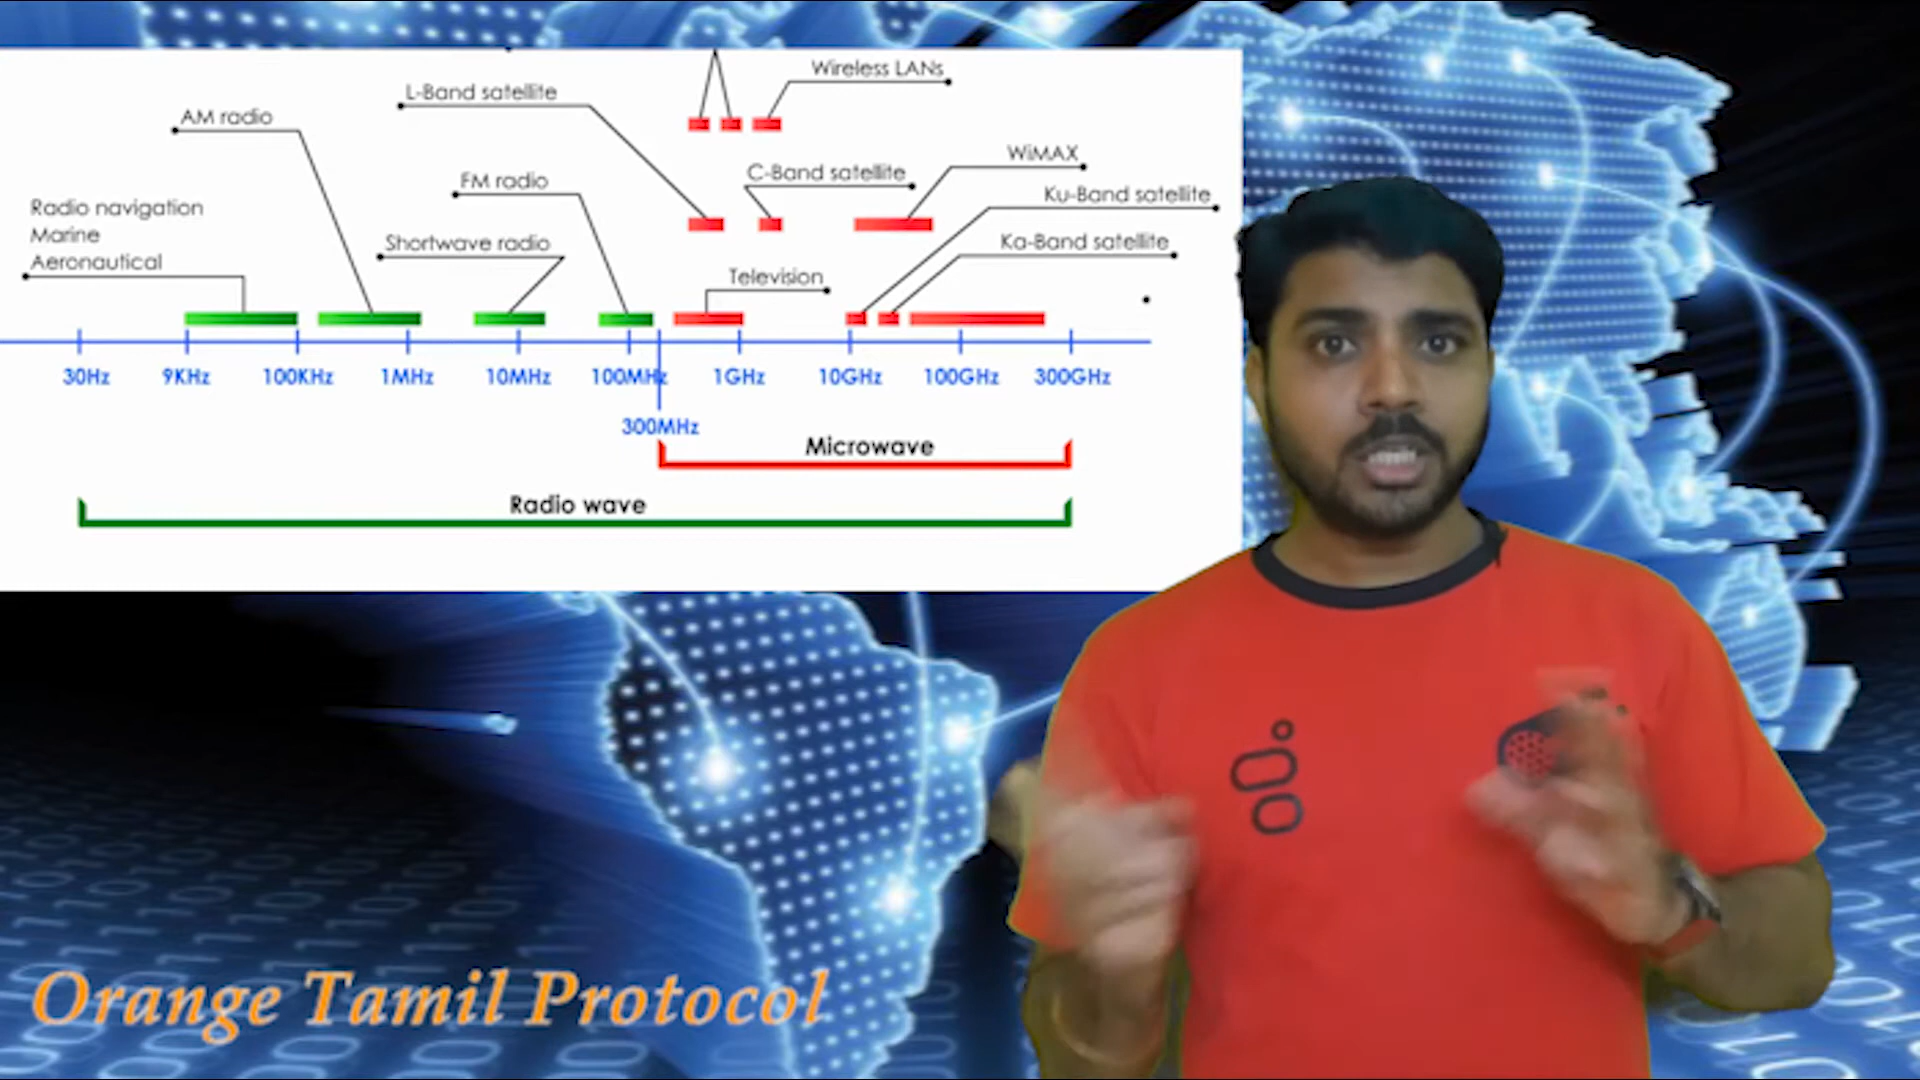 Wireless LANs
L-Band satellite
AM radio
WiMAX
C-Band satellite
FM radio
Ku-Band satellite
Radio navigation
Marine
Aeronautical
Shortwave radio
Ka-Band satellite
Television
30Hz 9KHz 100KHz 1MHz 10MHz 100MHz 1GHz 10GHz 100GHz 300GHz
300MHz
Microwave
Radio wave
Orange Tamil Protocol